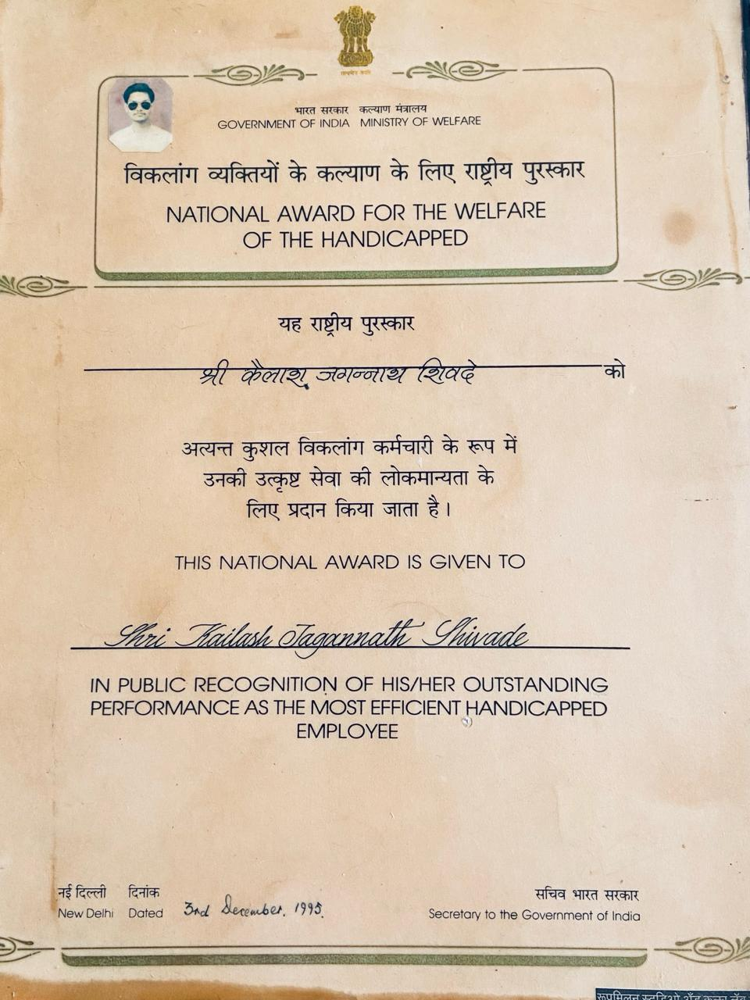 सत्यमेव जयते
भारत सरकार कल्याण मंत्रालय
GOVERNMENT OF INDIA MINISTRY OF WELFARE
विकलांग व्यक्तियों के कल्याण के लिए राष्ट्रीय पुरस्कार
NATIONAL AWARD FOR THE WELFARE
OF THE HANDICAPPED
यह राष्ट्रीय पुरस्कार
श्री कैलाश जगन्नाथ शिवदे को
अत्यन्त कुशल विकलांग कर्मचारी के रूप में
उनकी उत्कृष्ट सेवा की लोकमान्यता के
लिए प्रदान किया जाता है।
THIS NATIONAL AWARD IS GIVEN TO
Shri Kailash Jagannath Shivade
IN PUBLIC RECOGNITION OF HIS/HER OUTSTANDING
PERFORMANCE AS THE MOST EFFICIENT HANDICAPPED
EMPLOYEE
नई दिल्ली दिनांक
New Delhi Dated 3rd December, 1995.
सचिव भारत सरकार
Secretary to the Government of India